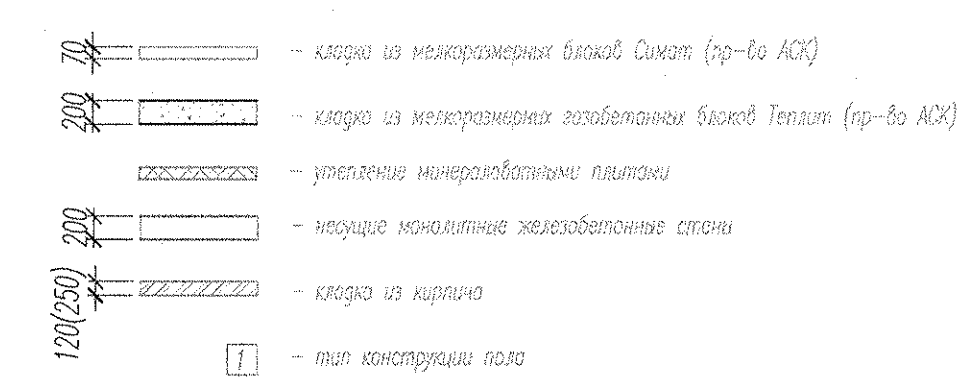 70 – кладка из мелкоразмерных блоков Симат (пр-во АСК)
200 – кладка из мелкоразмерных газобетонных блоков Теплит (пр-во АСК)
– утепление минераловатными плитами
200 – несущие монолитные железобетонные стены
120(250) – кладка из кирпича
1 – тип конструкции пола